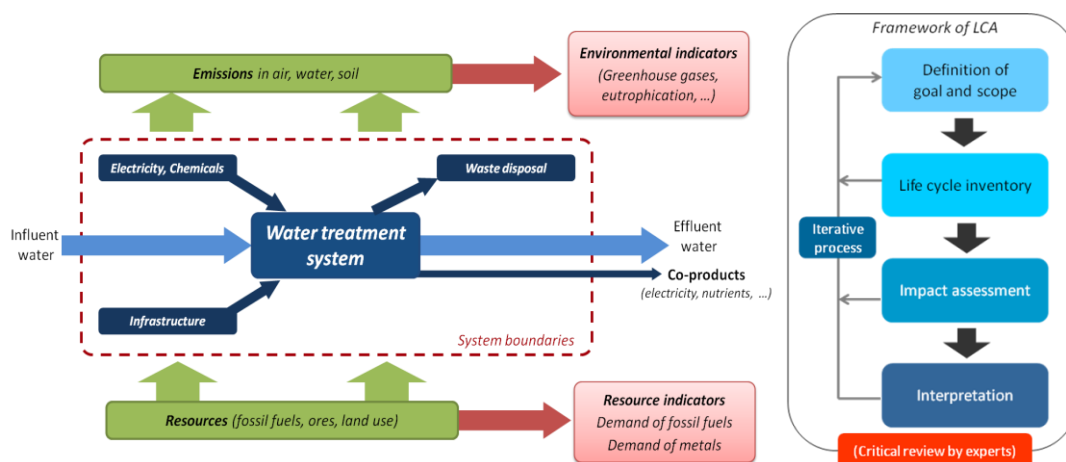 Emissions in air, water, soil
Environmental indicators
(Greenhouse gases,
eutrophication, ...)
Electricity, Chemicals
Waste disposal
Influent
water
Water treatment
system
Effluent
water
Co-products
(electricity, nutrients, ...)
Infrastructure
System boundaries
Resources (fossil fuels, ores, land use)
Resource indicators
Demand of fossil fuels
Demand of metals
Framework of LCA
Definition of
goal and scope
Life cycle inventory
Iterative
process
Impact assessment
Interpretation
(Critical review by experts)